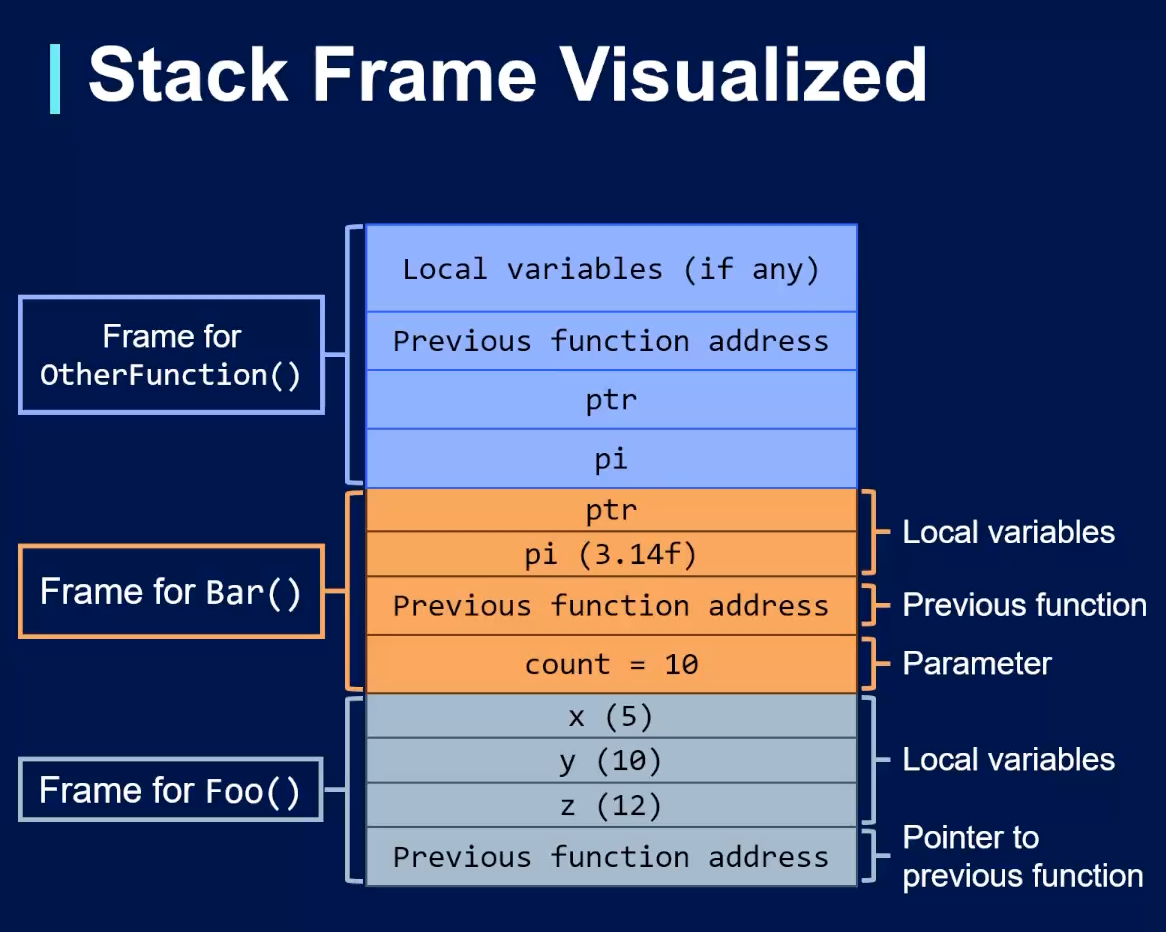 Stack Frame Visualized
Frame for
OtherFunction()
Local variables (if any)
Previous function address
ptr
pi
Frame for Bar()
ptr
pi (3.14f)
Previous function address
count = 10
Local variables
Previous function
Parameter
Frame for Foo()
x (5)
y (10)
z (12)
Previous function address
Local variables
Pointer to
previous function